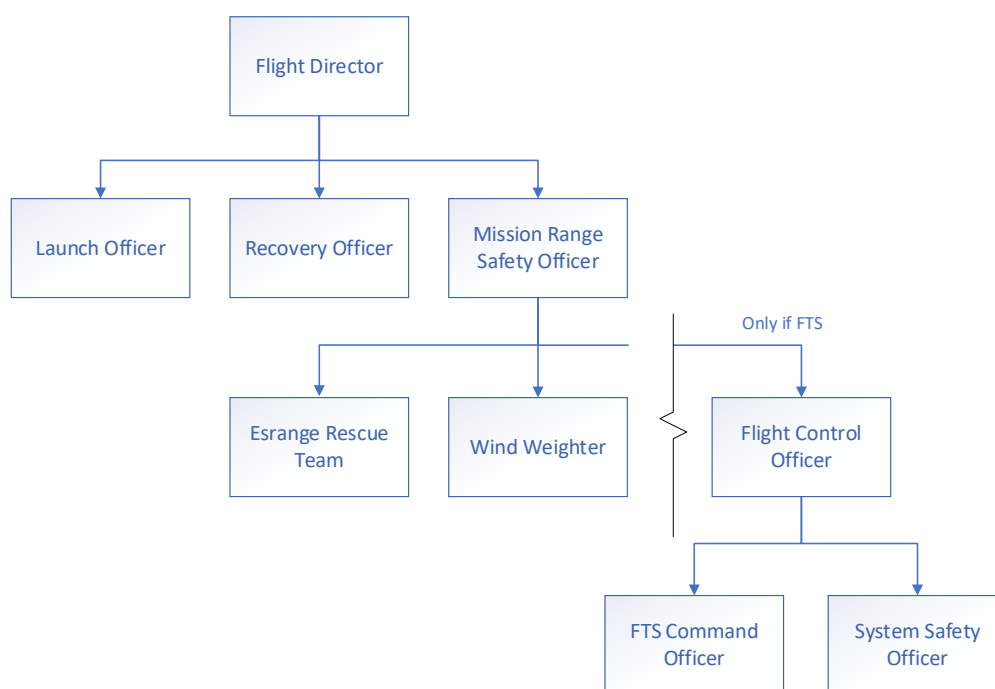 Flight Director
Launch Officer
Recovery Officer
Mission Range
Safety Officer
Only if FTS
Esrange Rescue
Team
Wind Weighter
Flight Control
Officer
FTS Command
Officer
System Safety
Officer